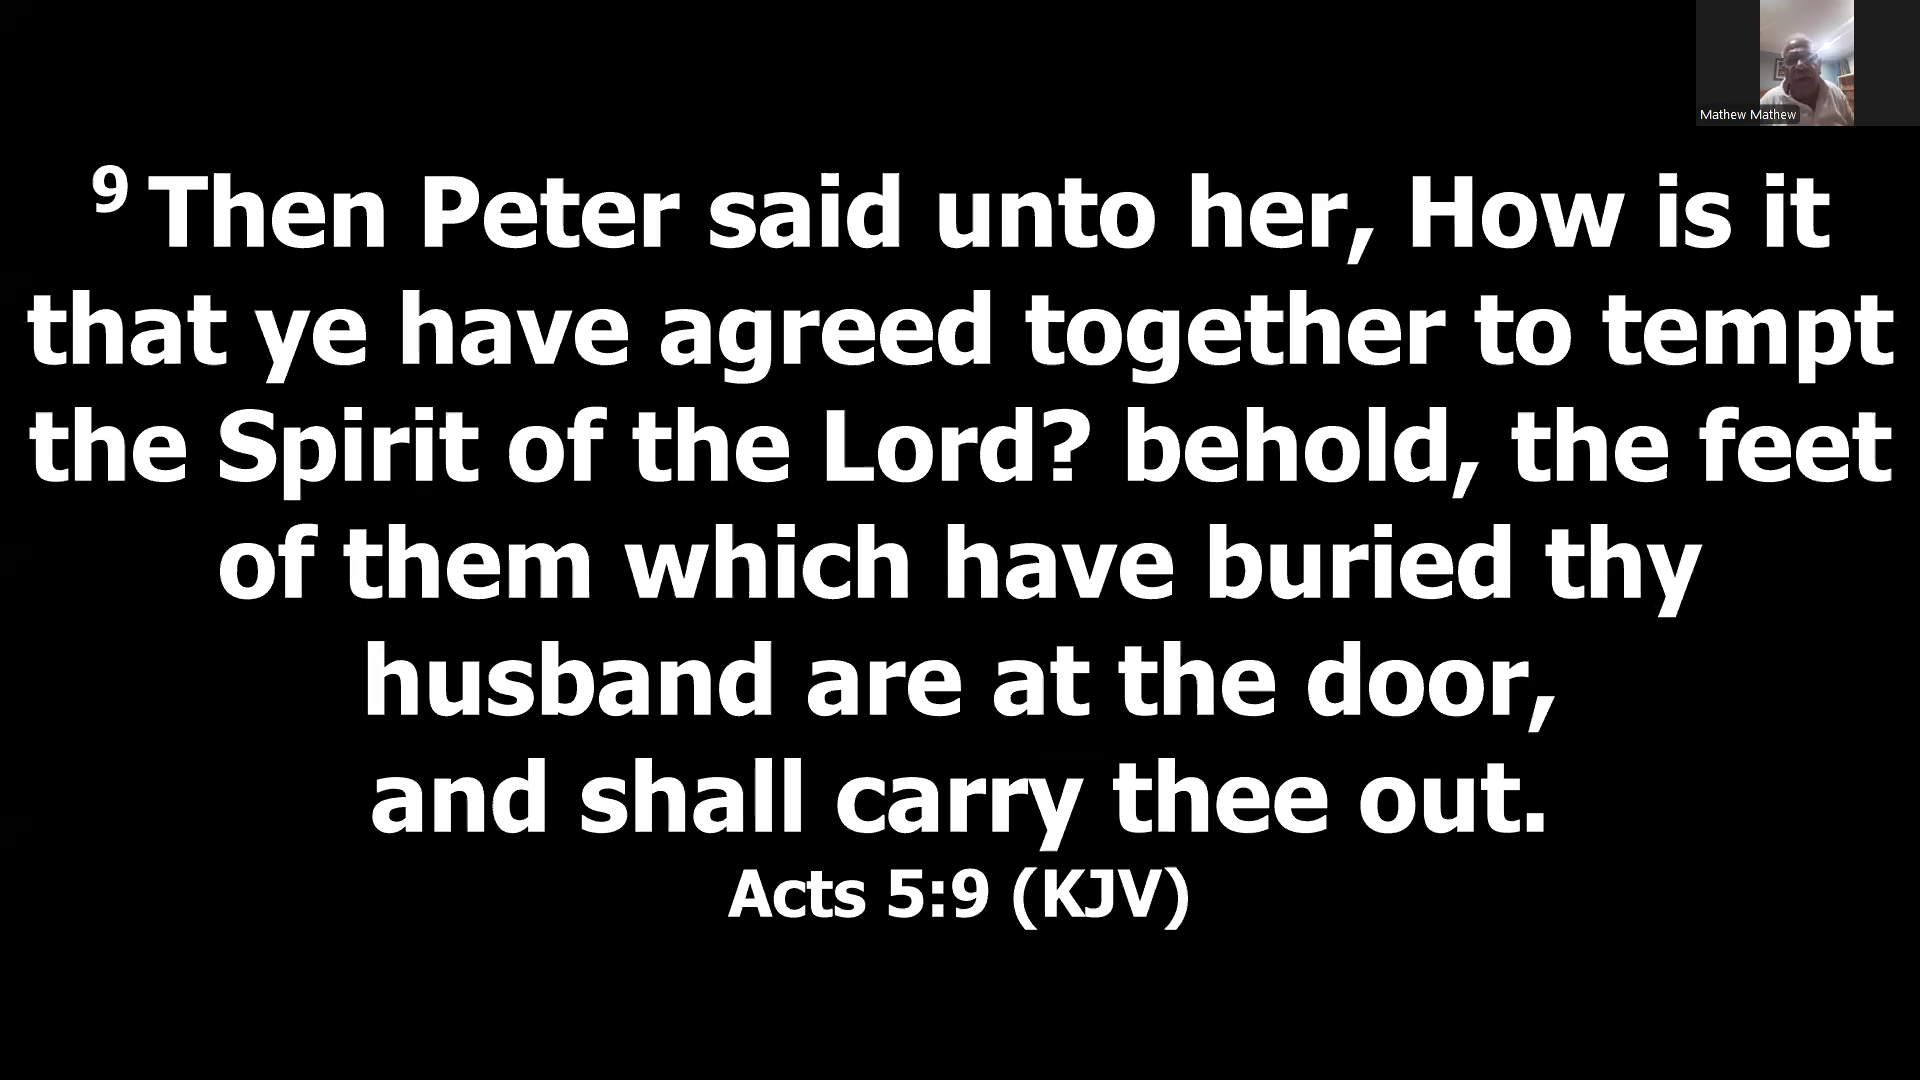 Mathew Mathew
9 Then Peter said unto her, How is it
that ye have agreed together to tempt
the Spirit of the Lord? behold, the feet
of them which have buried thy
husband are at the door,
and shall carry thee out.
Acts 5:9 (KJV)